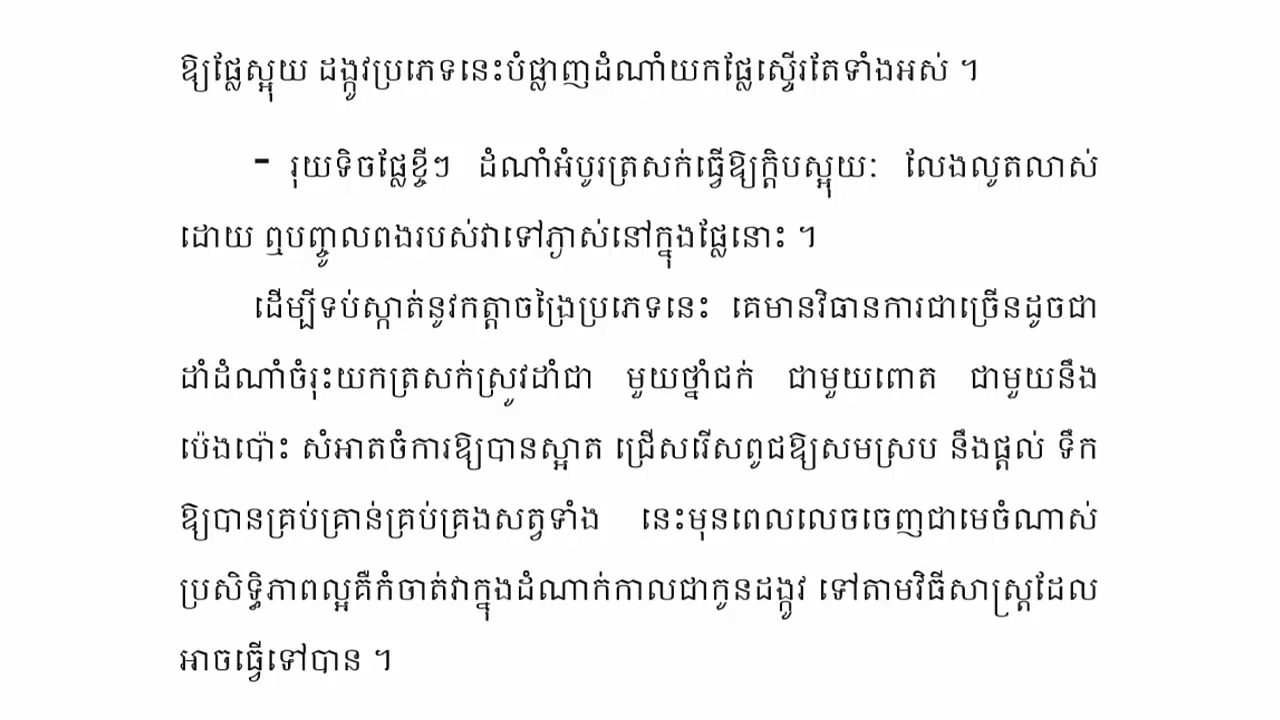 ឱ្យផ្លែស្អុយ ដង្កូវប្រភេទនេះបំផ្លាញដំណាំយកផ្លែស្ទើរតែទាំងអស់ ។
- រុយទិចផ្លែខ្ចីៗ ដំណាំអំបូរត្រសក់ធ្វើឱ្យក្ដិបស្អុយ: លែងលូតលាស់
ដោយ ឮបញ្ចូលពងរបស់វាទៅភ្ងាស់នៅក្នុងផ្លែនោះ ។
ដើម្បីទប់ស្កាត់នូវកត្តាចង្រៃប្រភេទនេះ គេមានវិធានការជាច្រើនដូចជា
ដាំដំណាំចំរុះយកត្រសក់ស្រូវដាំជា មួយថ្នាំជក់ ជាមួយពោត ជាមួយនឹង
ប៉េងប៉ោះ សំអាតចំការឱ្យបានស្អាត ជ្រើសរើសពូជឱ្យសមស្រប នឹងផ្ដល់ ទឹក
ឱ្យបានគ្រប់គ្រាន់គ្រប់គ្រងសត្វទាំង នេះមុនពេលលេចចេញជាមេចំណាស់
ប្រសិទ្ធិភាពល្អគឺកំចាត់វាក្នុងដំណាក់កាលជាកូនដង្កូវ ទៅតាមវិធីសាស្ត្រដែល
អាចធ្វើទៅបាន ។